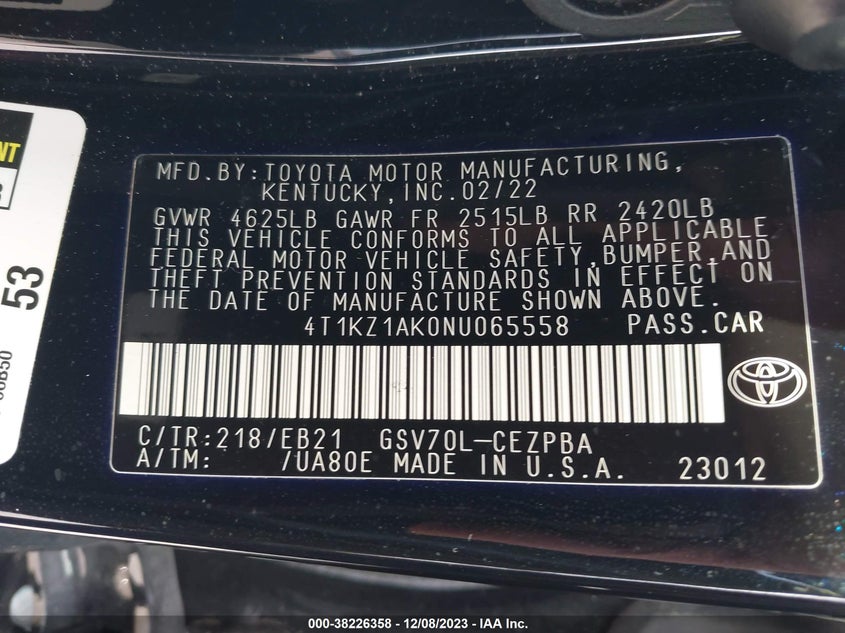 MFD.BY:TOYOTA MOTOR MANUFACTURING,
KENTUCKY,INC.02/22
GVWR 4625LB GAWR FR 2515LB RR 2420LB
THIS VEHICLE CONFORMS TO ALL APPLICABLE
FEDERAL MOTOR VEHICLE SAFETY,BUMPER,AND
THEFT PREVENTION STANDARDS IN EFFECT ON
THE DATE OF MANUFACTURE SHOWN ABOVE.
4T1KZ1AK0NU065558 PASS.CAR
C/TR:218/EB21 GSV70L-CEZPBA
A/TM: /UA80E MADE IN U.S.A. 23012
53
000-38226358 - 12/08/2023 - IAA Inc.